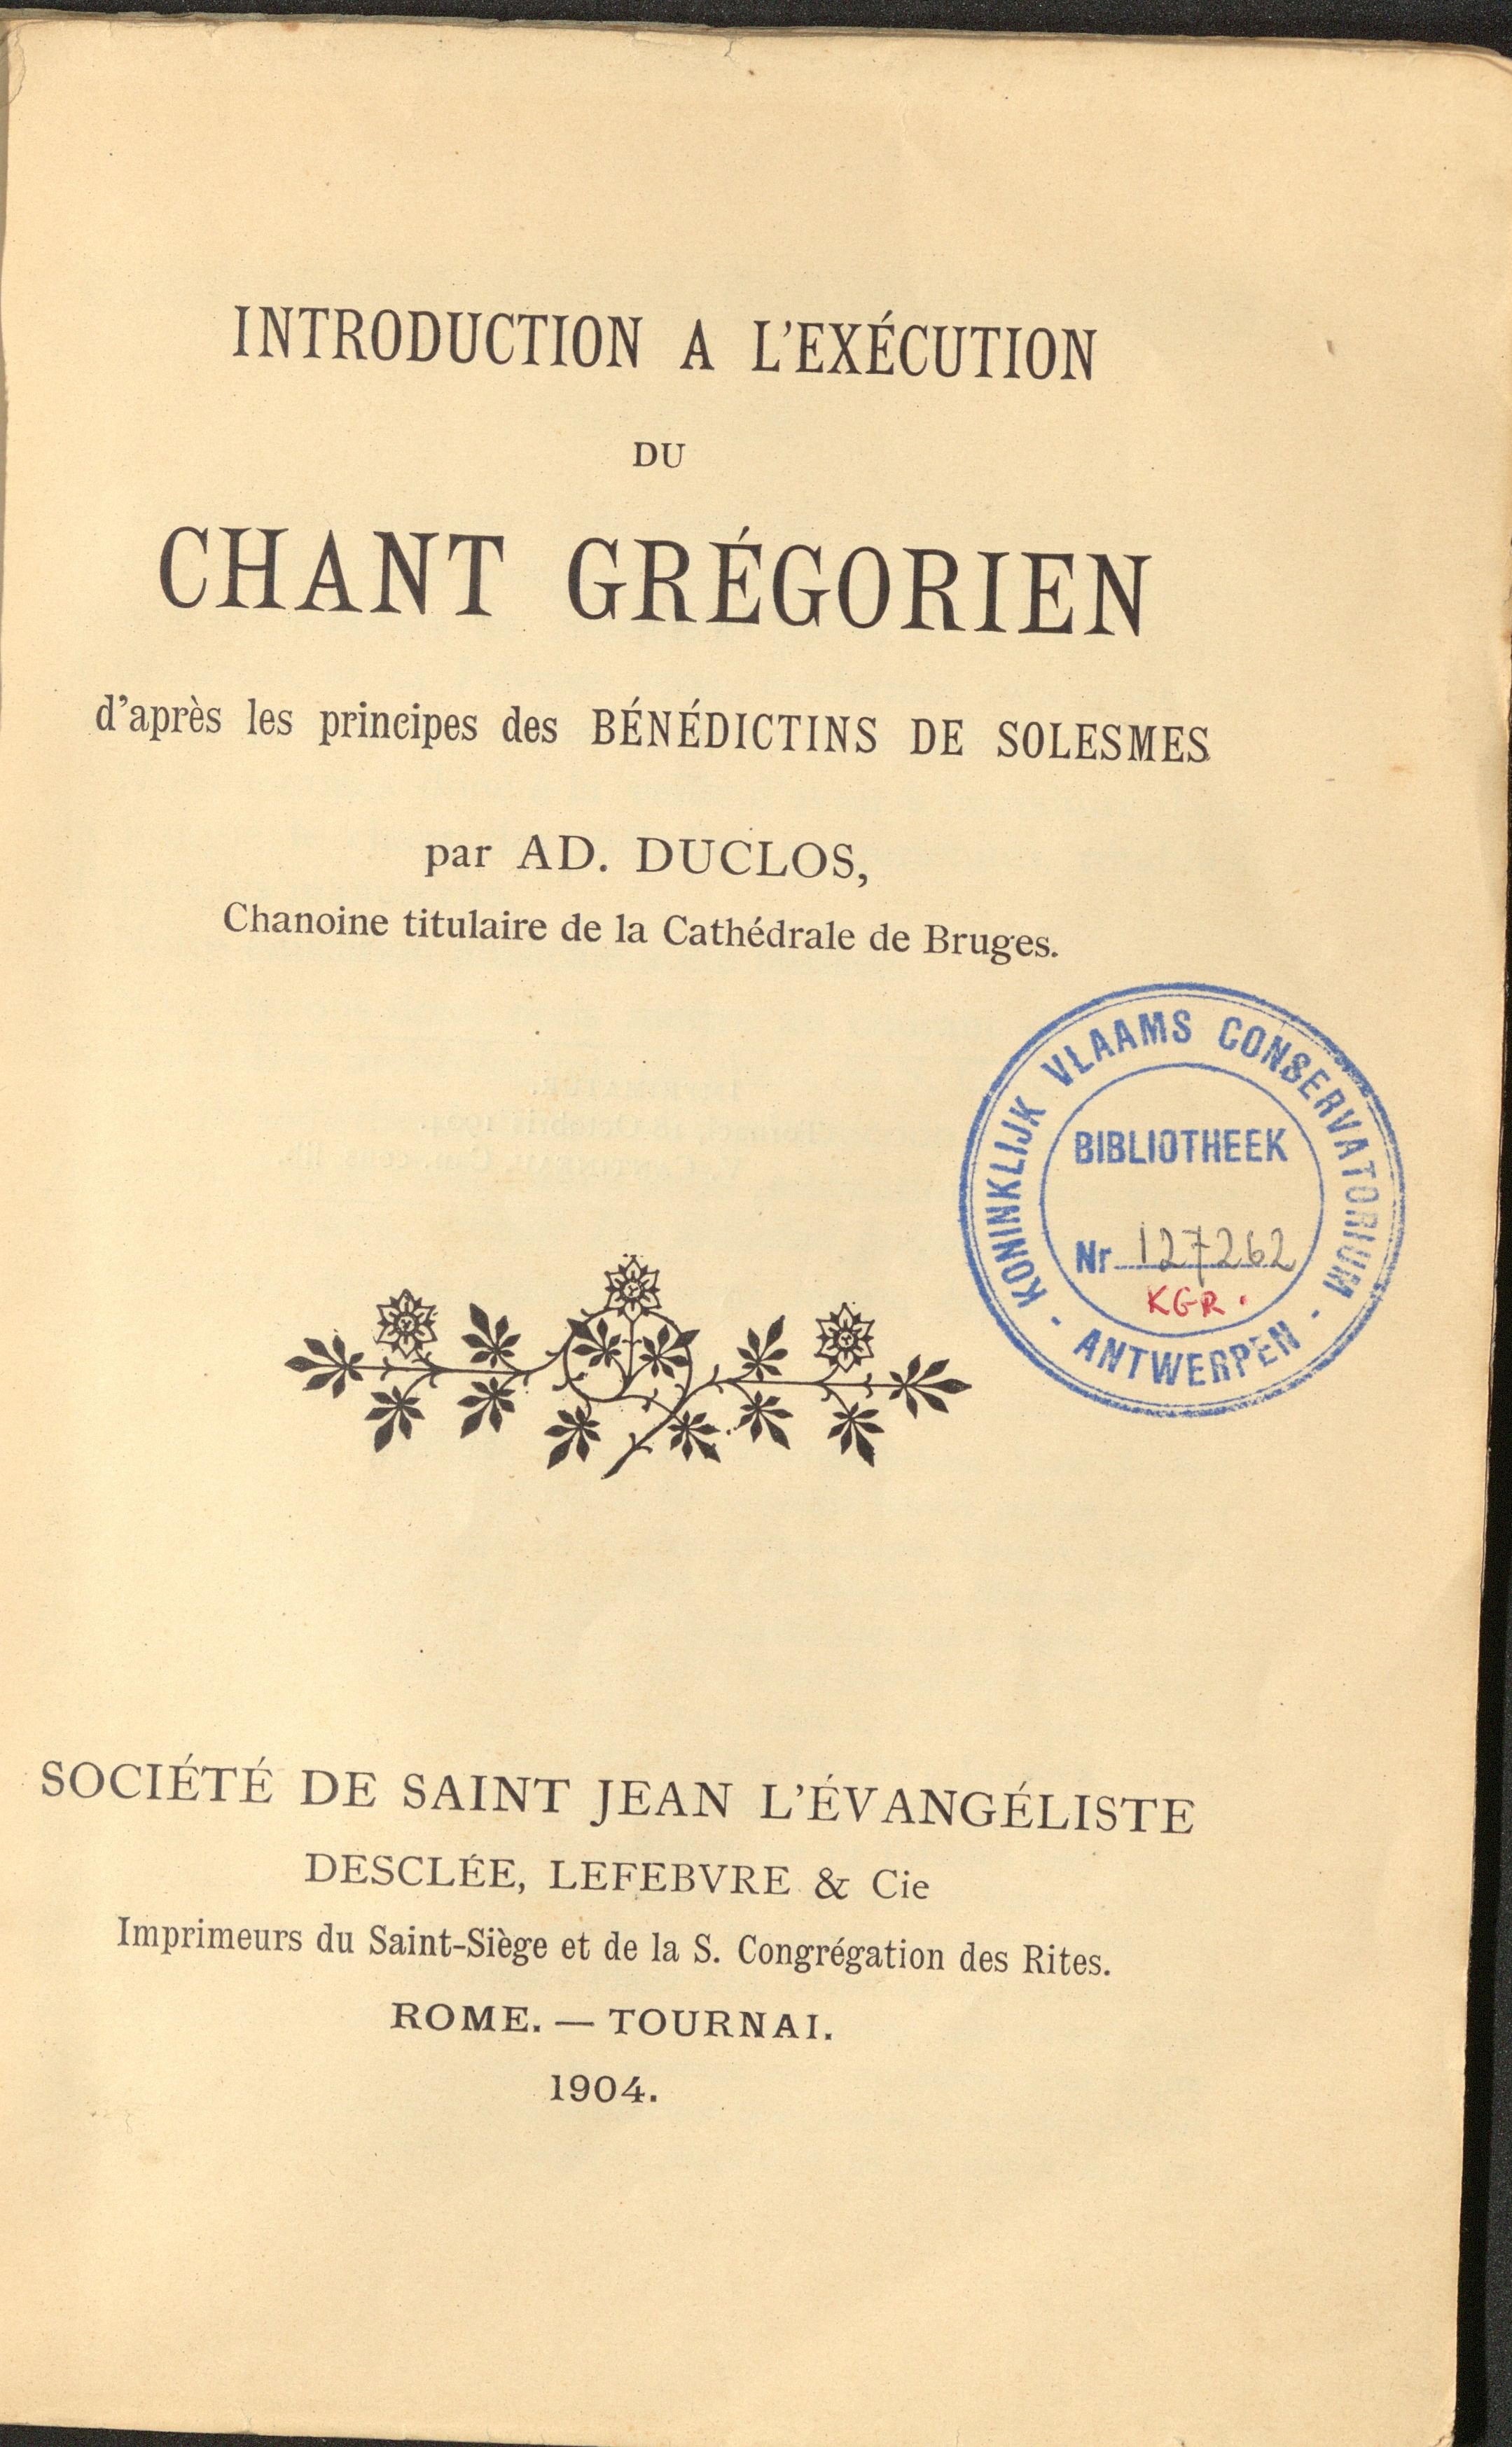 INTRODUCTION A L'EXÉCUTION
DU
CHANT GRÉGORIEN
d'après les principes des BÉNÉDICTINS DE SOLESMES
par AD. DUCLOS,
Chanoine titulaire de la Cathédrale de Bruges.
KONINKLIJK VLAAMS CONSERVATORIUM
BIBLIOTHEEK
Nr 127262
KGR.
· ANTWERPEN ·
SOCIÉTÉ DE SAINT JEAN L'ÉVANGÉLISTE
DESCLÉE, LEFEBVRE & Cie
Imprimeurs du Saint-Siège et de la S. Congrégation des Rites.
ROME. — TOURNAI.
1904.